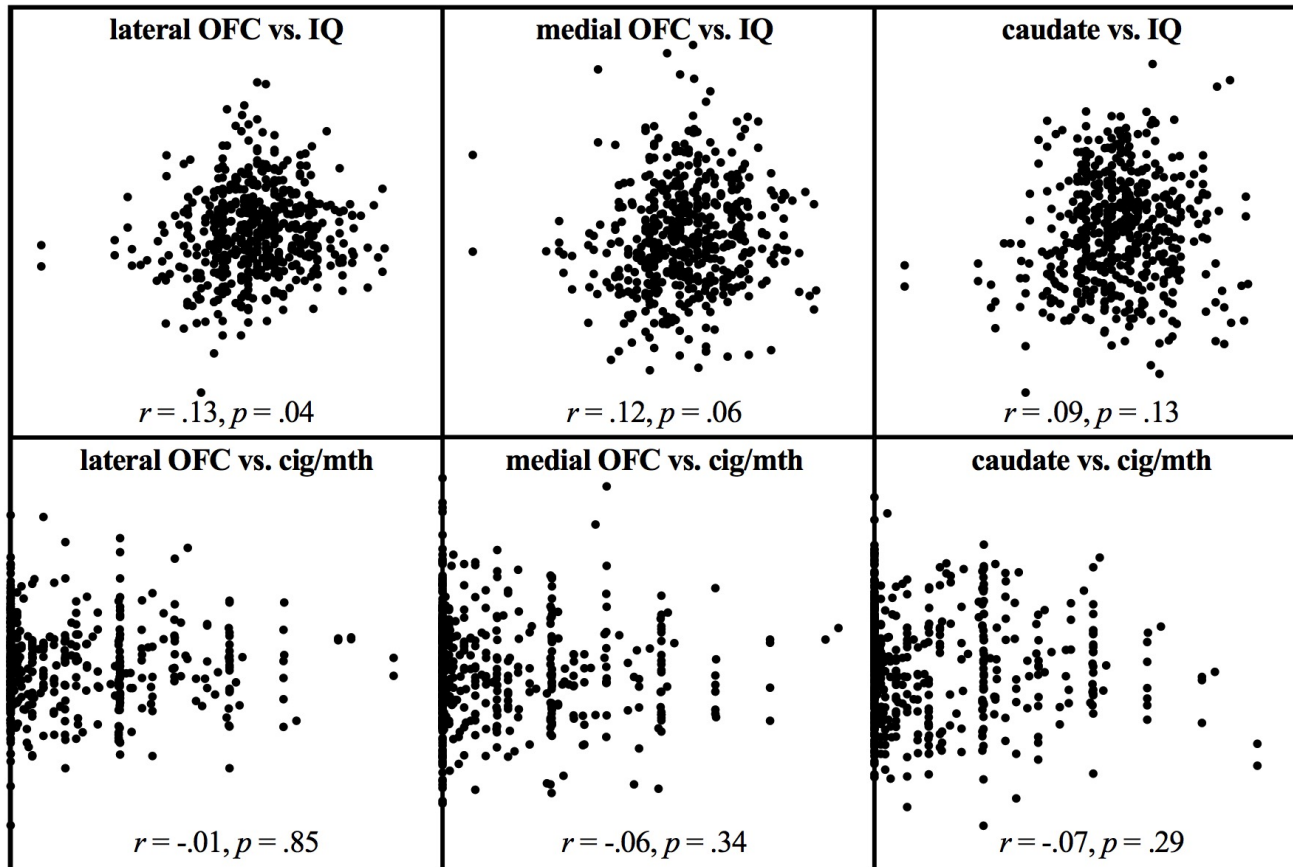 lateral OFC vs. IQ
medial OFC vs. IQ
caudate vs. IQ
r = .13, p = .04
r = .12, p = .06
r = .09, p = .13
lateral OFC vs. cig/mth
medial OFC vs. cig/mth
caudate vs. cig/mth
r = -.01, p = .85
r = -.06, p = .34
r = -.07, p = .29